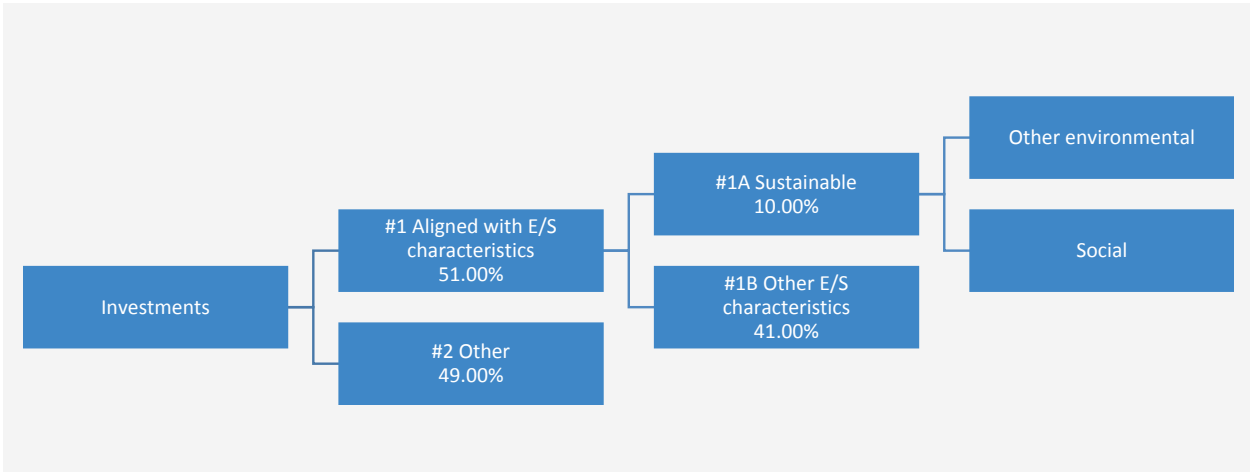 Investments
#1 Aligned with E/S
characteristics
51.00%
#2 Other
49.00%
#1A Sustainable
10.00%
#1B Other E/S
characteristics
41.00%
Other environmental
Social